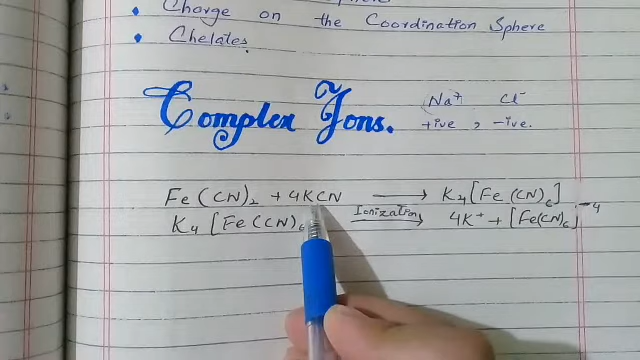 • Charge on the Coordination Sphere
• Chelates.
Complex Ions.
Na⁺ Cl⁻
+ive, -ive.
Fe(CN)₂ + 4KCN ⟶ K₄[Fe(CN)₆]
K₄[Fe(CN)₆ Ionization⟶ 4K⁺ + [Fe(CN)₆]⁻⁴